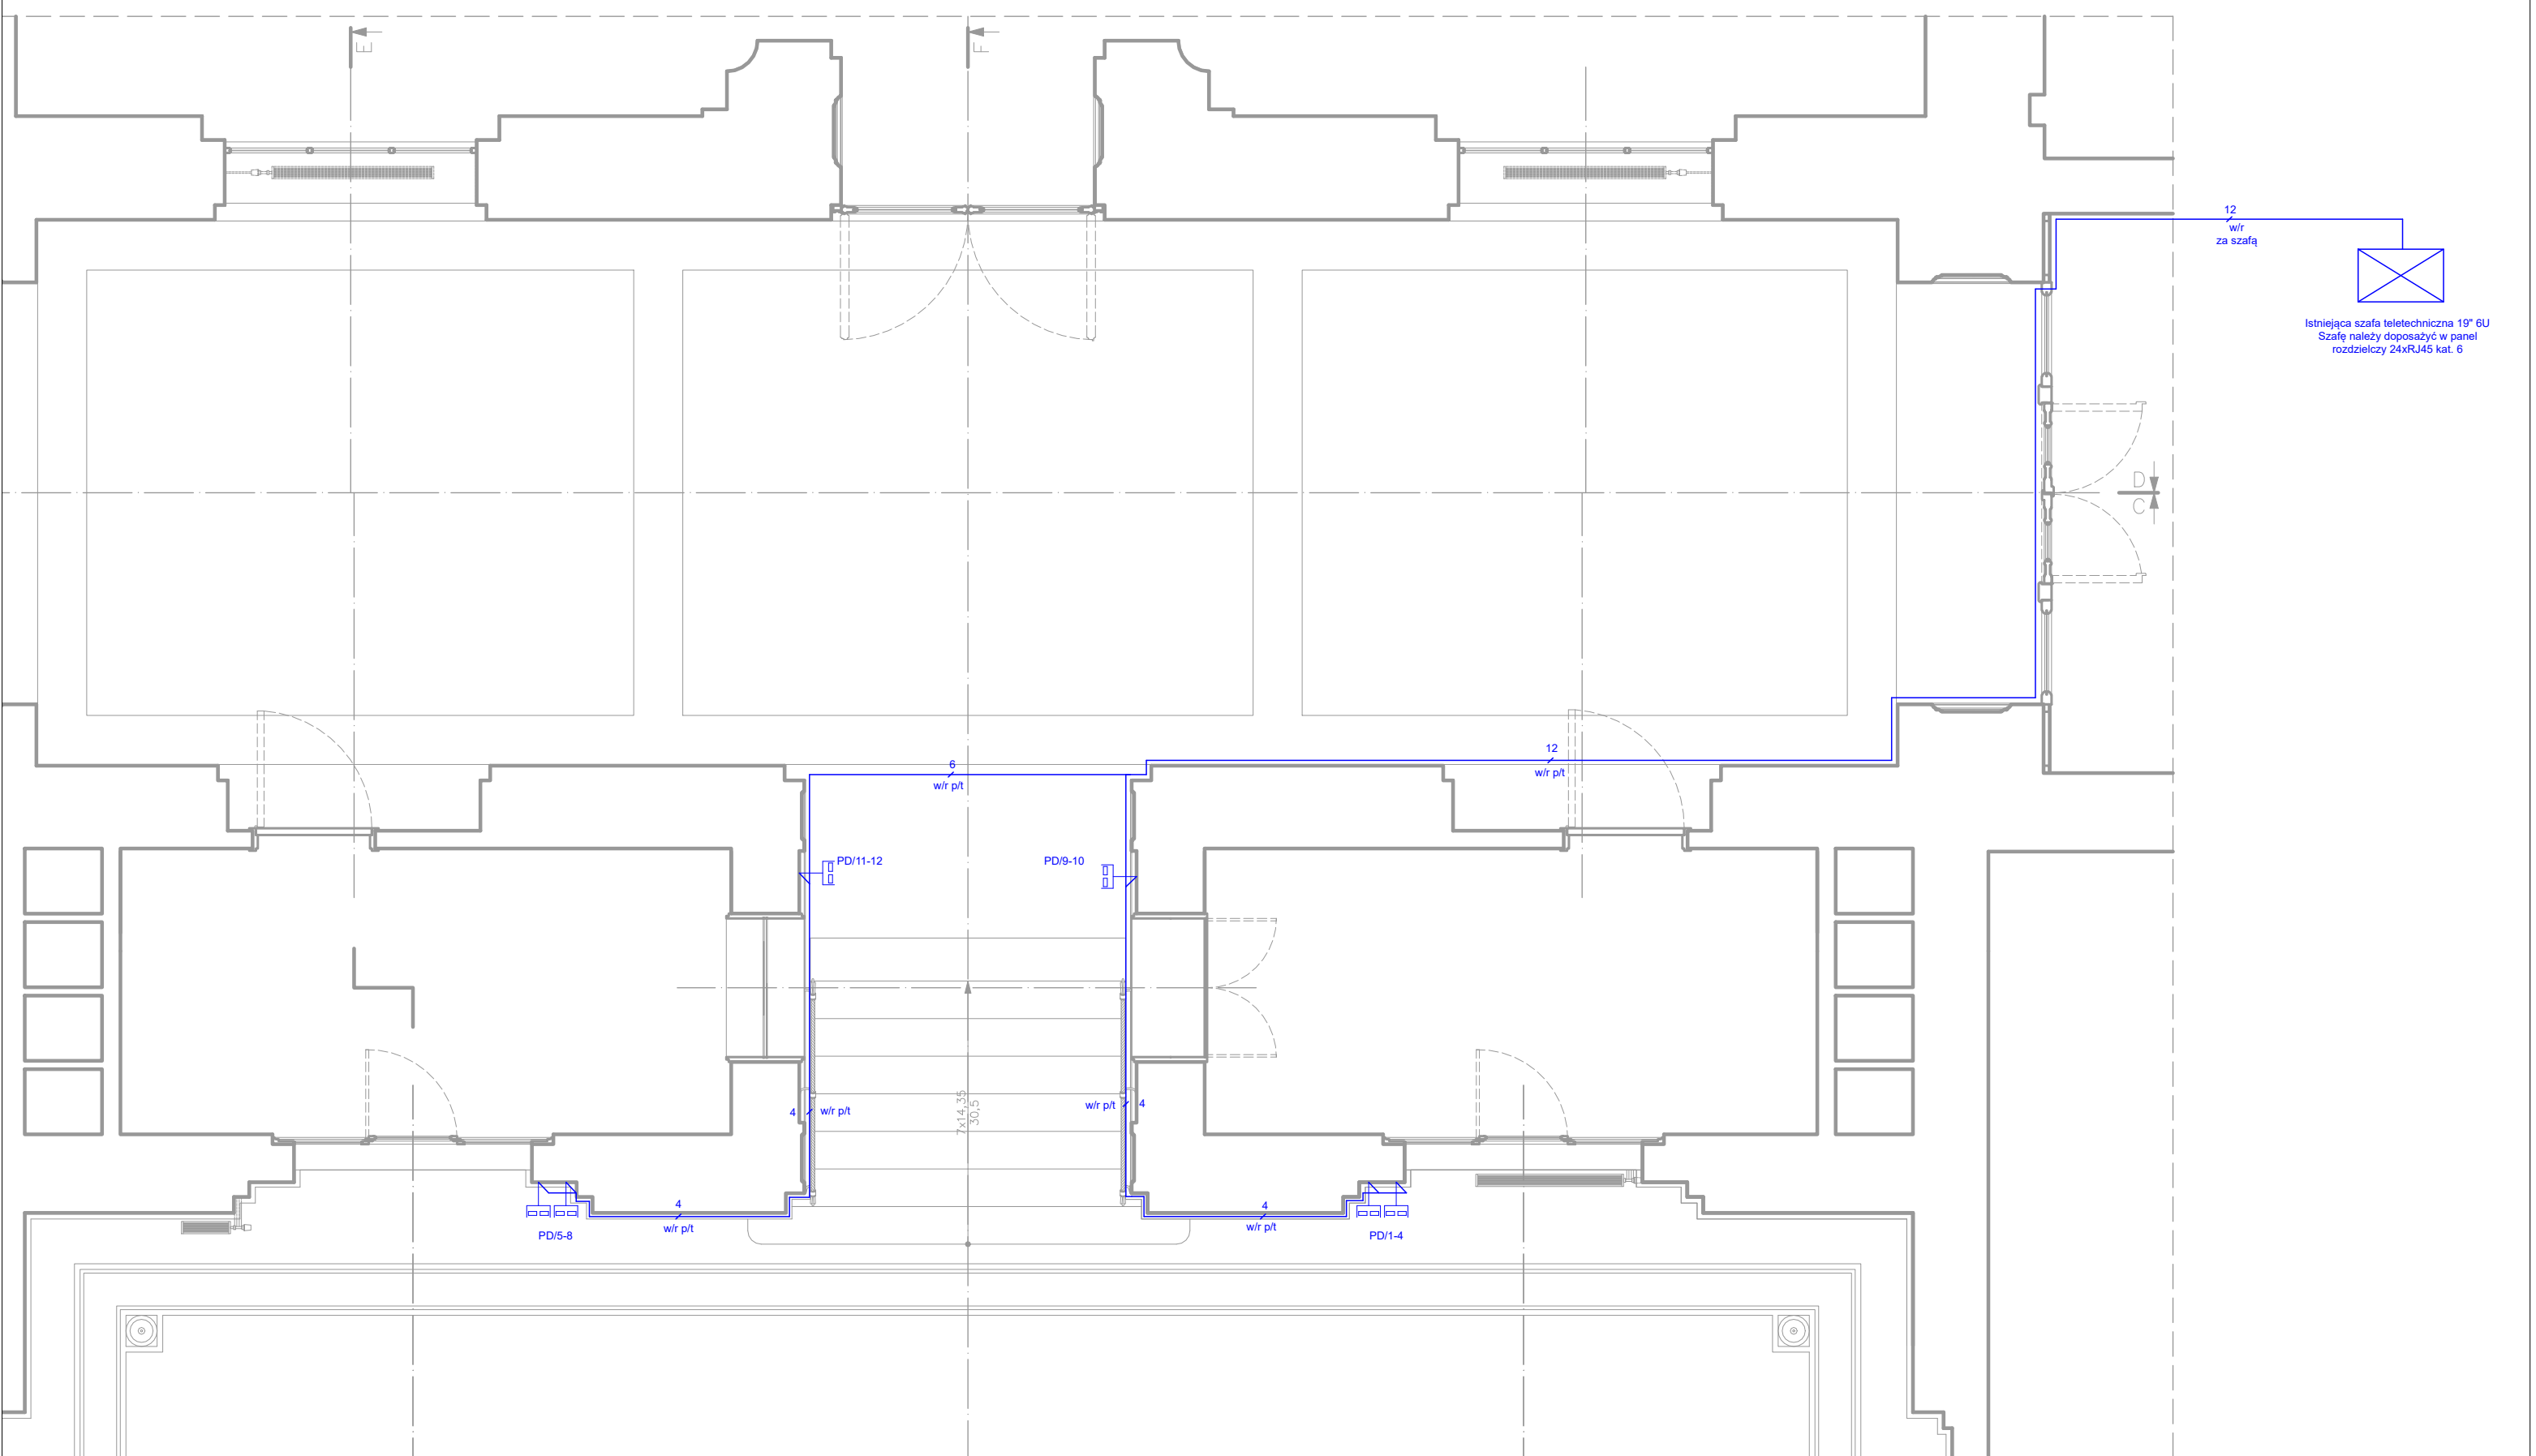 E
F
12
w/r
za szafą
Istniejąca szafa teletechniczna 19" 6U
Szafę należy doposażyć w panel
rozdzielczy 24xRJ45 kat. 6
D
C
6
w/r p/t
12
w/r p/t
PD/11-12
PD/9-10
4
w/r p/t
w/r p/t
4
7x14,35
30,5
4
w/r p/t
4
w/r p/t
PD/5-8
PD/1-4